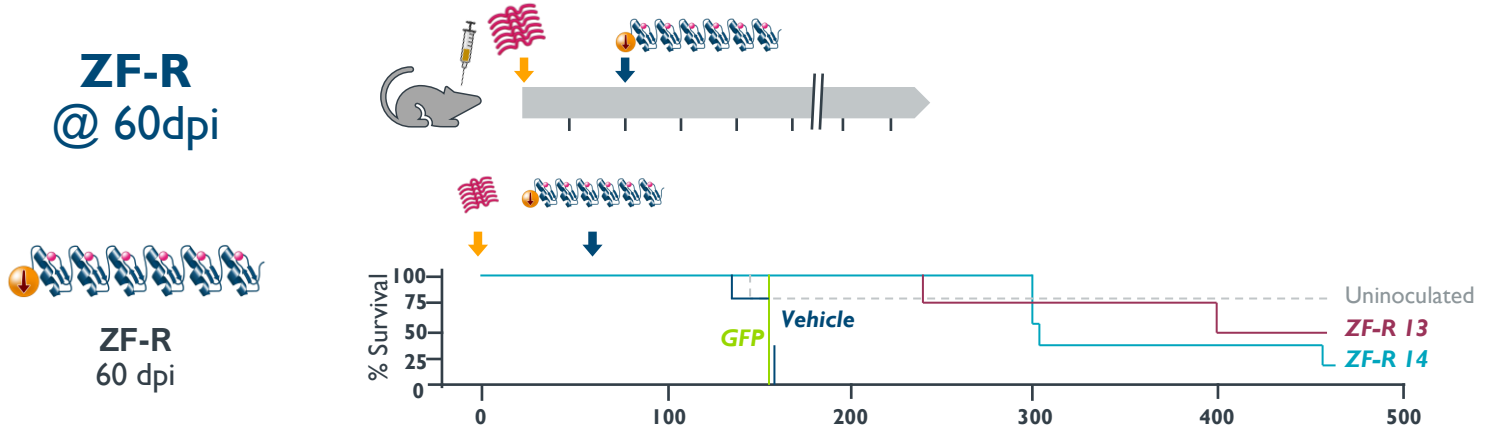 ZF-R
@ 60dpi
ZF-R
60 dpi
% Survival
100
75
50
25
0
GFP
Vehicle
Uninoculated
ZF-R 13
ZF-R 14
0
100
200
300
400
500